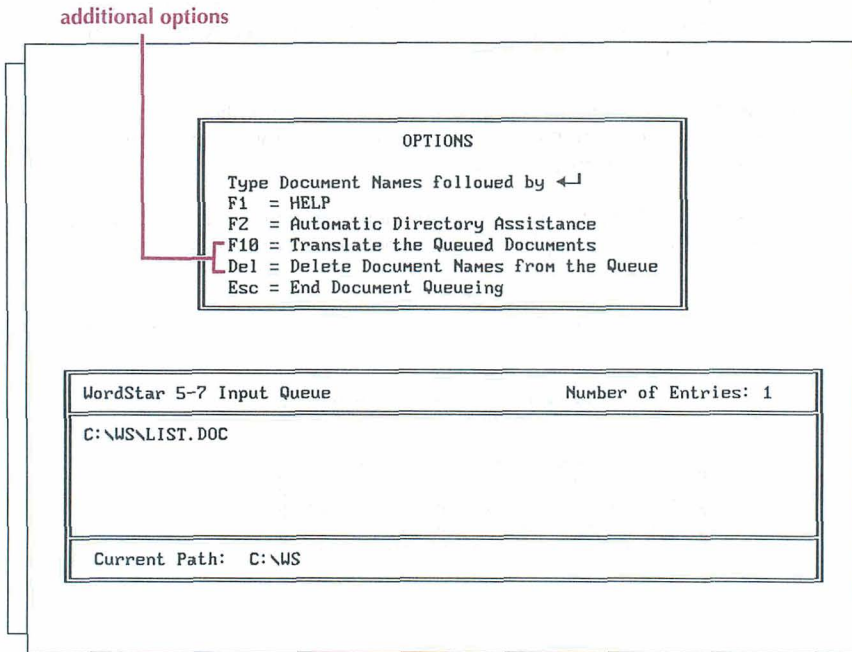 additional options
OPTIONS
Type Document Names followed by ↵
F1 = HELP
F2 = Automatic Directory Assistance
F10 = Translate the Queued Documents
Del = Delete Document Names from the Queue
Esc = End Document Queueing
WordStar 5-7 Input Queue Number of Entries: 1
C:\WS\LIST.DOC
Current Path: C:\WS